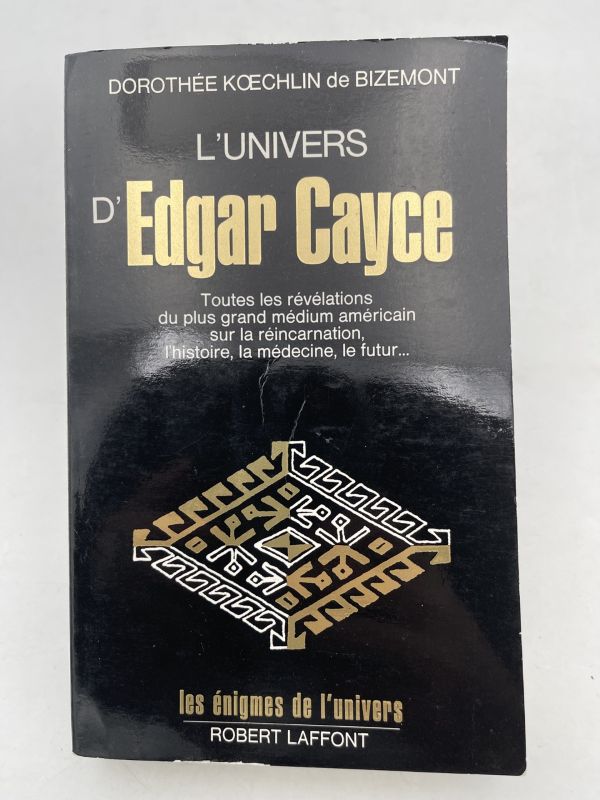 DOROTHÉE KŒCHLIN de BIZEMONT
L'UNIVERS
D'Edgar Cayce
Toutes les révélations
du plus grand médium américain
sur la réincarnation,
l'histoire, la médecine, le futur...
les énigmes de l'univers
ROBERT LAFFONT